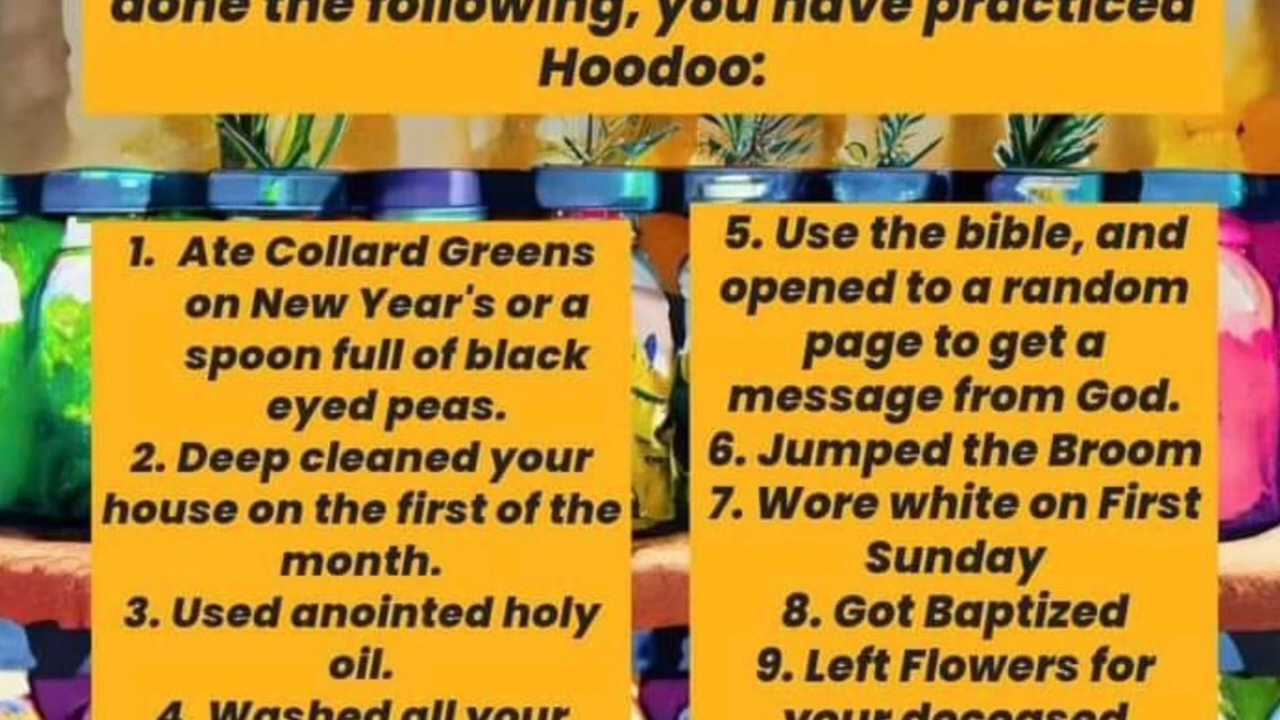 done the following, you have practiced
Hoodoo:
1. Ate Collard Greens
on New Year's or a
spoon full of black
eyed peas.
2. Deep cleaned your
house on the first of the
month.
3. Used anointed holy
oil.
4. Washed all your
5. Use the bible, and
opened to a random
page to get a
message from God.
6. Jumped the Broom
7. Wore white on First
Sunday
8. Got Baptized
9. Left Flowers for
your deceased